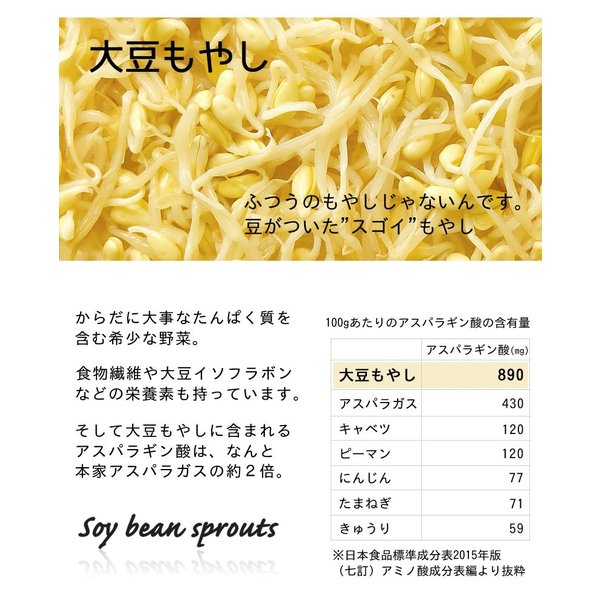 大豆もやし
ふつうのもやしじゃないんです。
豆がついた”スゴイ”もやし
からだに大事なたんぱく質を
含む希少な野菜。
食物繊維や大豆イソフラボン
などの栄養素も持っています。
そして大豆もやしに含まれる
アスパラギン酸は、なんと
本家アスパラガスの約２倍。
Soy bean sprouts
100gあたりのアスパラギン酸の含有量
アスパラギン酸(mg)
大豆もやし 890
アスパラガス 430
キャベツ 120
ピーマン 120
にんじん 77
たまねぎ 71
きゅうり 59
※日本食品標準成分表2015年版
（七訂）アミノ酸成分表編より抜粋